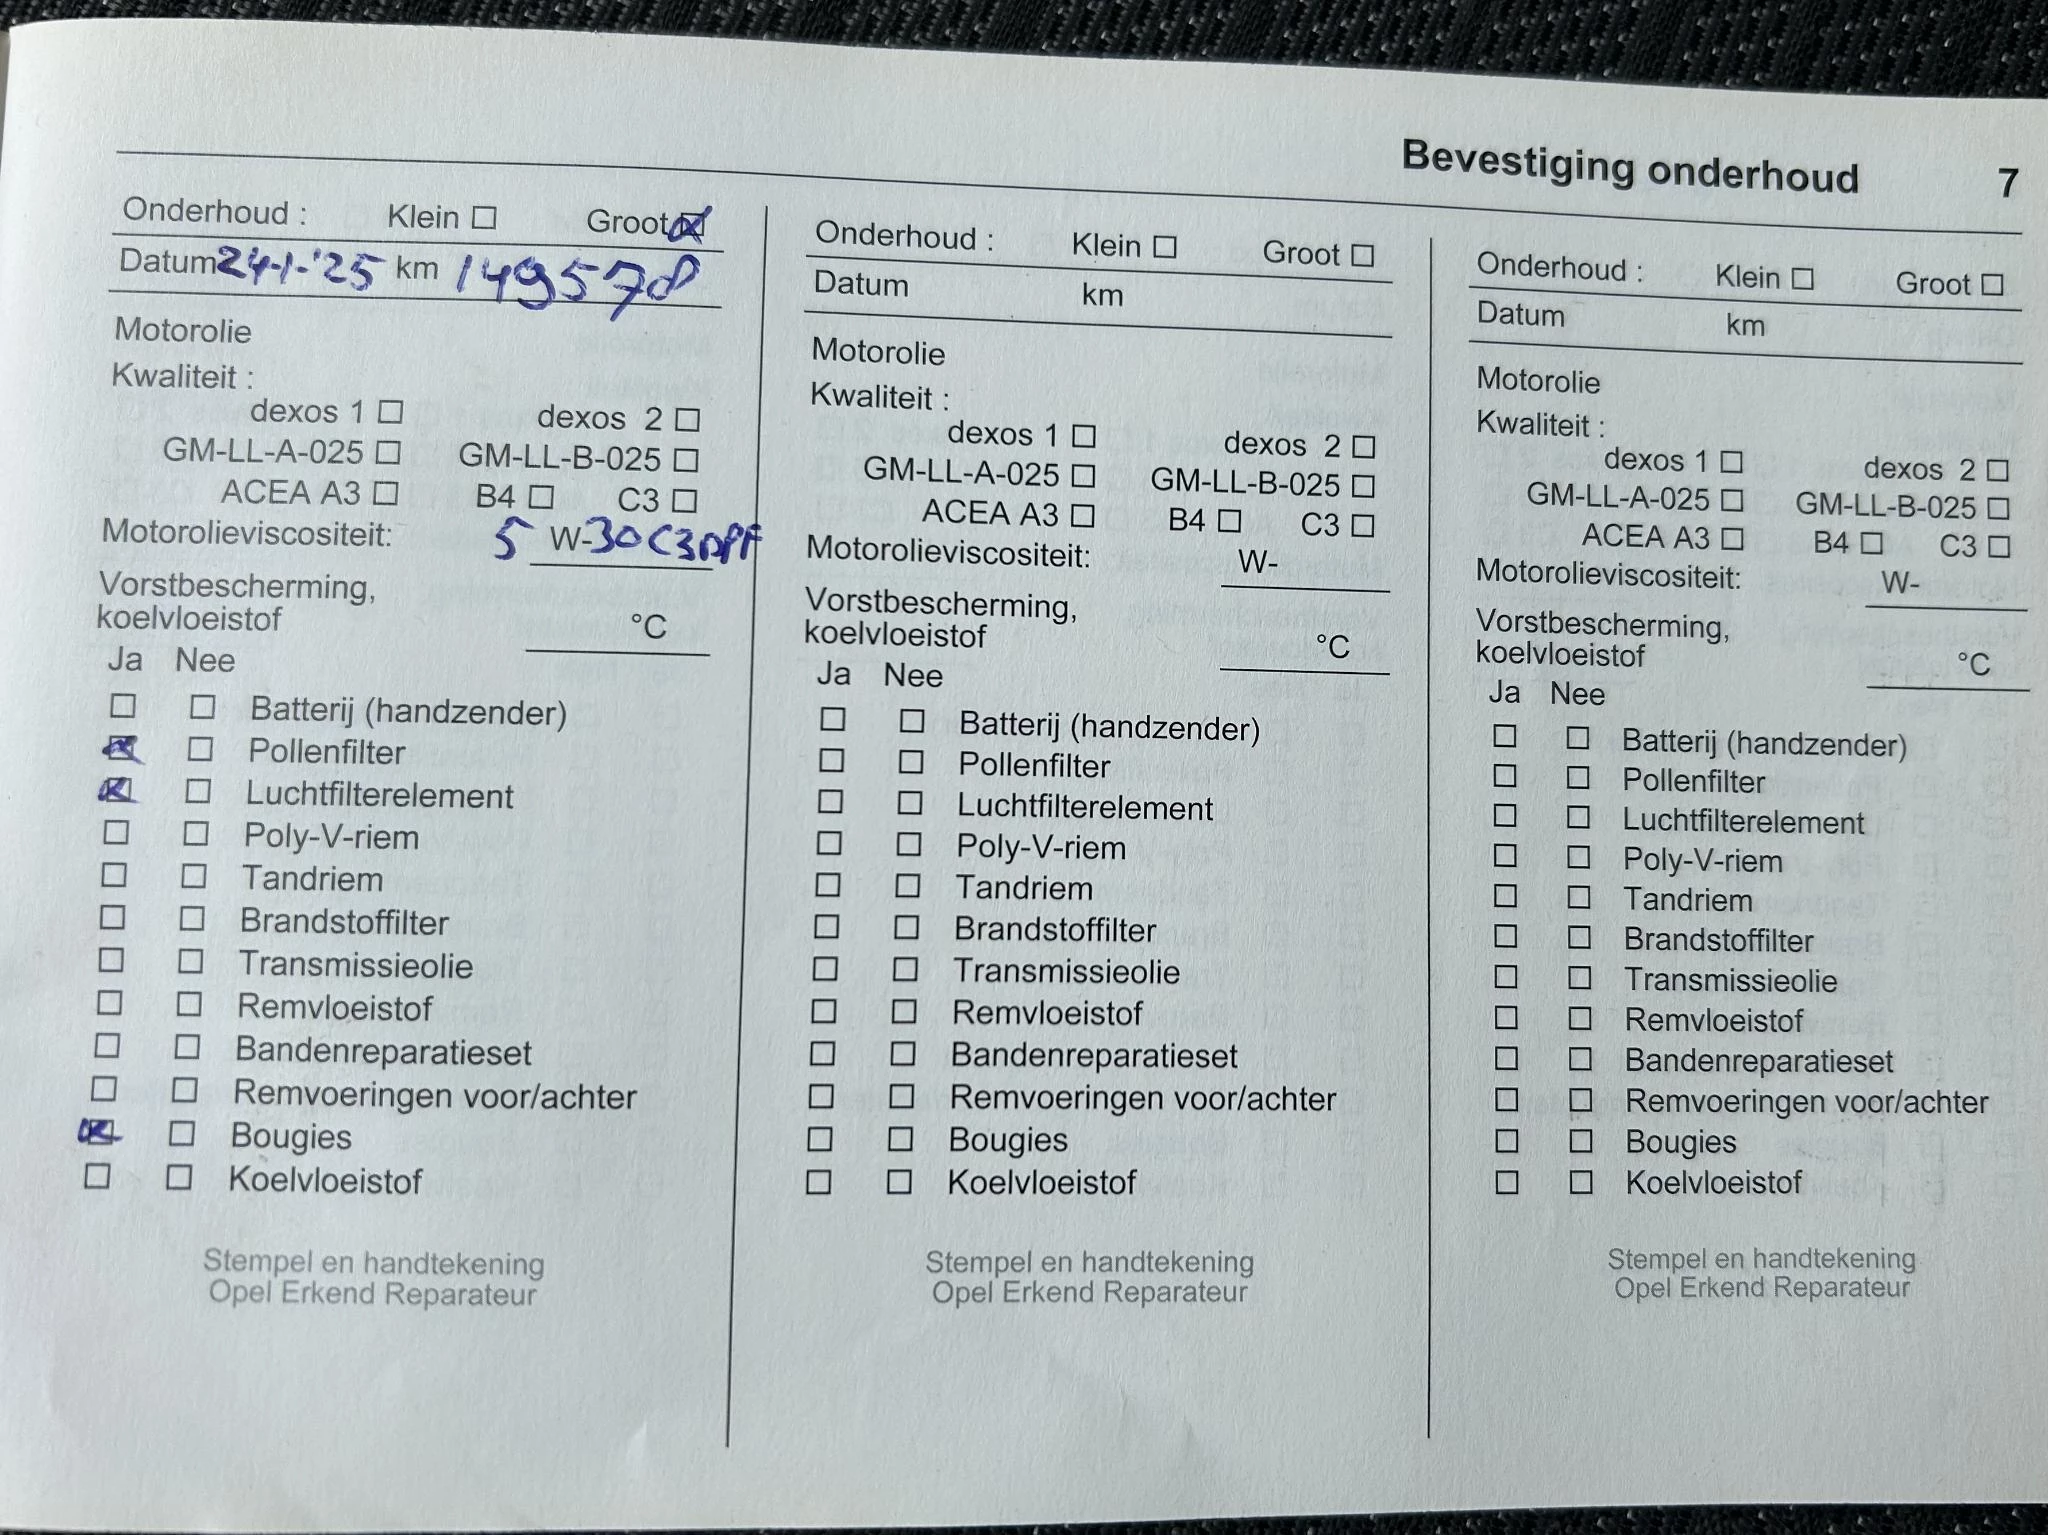 Bevestiging onderhoud 7
Onderhoud : Klein ☐ Groot ☒
Datum 24-1-'25 km 149578
Motorolie
Kwaliteit :
dexos 1 ☐ dexos 2 ☐
GM-LL-A-025 ☐ GM-LL-B-025 ☐
ACEA A3 ☐ B4 ☐ C3 ☐
Motorolieviscositeit: 5 W-30 C3 DPF
Vorstbescherming,
koelvloeistof °C
Ja Nee
☐ ☐ Batterij (handzender)
☒ ☐ Pollenfilter
☒ ☐ Luchtfilterelement
☐ ☐ Poly-V-riem
☐ ☐ Tandriem
☐ ☐ Brandstoffilter
☐ ☐ Transmissieolie
☐ ☐ Remvloeistof
☐ ☐ Bandenreparatieset
☐ ☐ Remvoeringen voor/achter
☒ ☐ Bougies
☐ ☐ Koelvloeistof
Stempel en handtekening
Opel Erkend Reparateur
Onderhoud : Klein ☐ Groot ☐
Datum km
Motorolie
Kwaliteit :
dexos 1 ☐ dexos 2 ☐
GM-LL-A-025 ☐ GM-LL-B-025 ☐
ACEA A3 ☐ B4 ☐ C3 ☐
Motorolieviscositeit: W-
Vorstbescherming,
koelvloeistof °C
Ja Nee
☐ ☐ Batterij (handzender)
☐ ☐ Pollenfilter
☐ ☐ Luchtfilterelement
☐ ☐ Poly-V-riem
☐ ☐ Tandriem
☐ ☐ Brandstoffilter
☐ ☐ Transmissieolie
☐ ☐ Remvloeistof
☐ ☐ Bandenreparatieset
☐ ☐ Remvoeringen voor/achter
☐ ☐ Bougies
☐ ☐ Koelvloeistof
Stempel en handtekening
Opel Erkend Reparateur
Onderhoud : Klein ☐ Groot ☐
Datum km
Motorolie
Kwaliteit :
dexos 1 ☐ dexos 2 ☐
GM-LL-A-025 ☐ GM-LL-B-025 ☐
ACEA A3 ☐ B4 ☐ C3 ☐
Motorolieviscositeit: W-
Vorstbescherming,
koelvloeistof °C
Ja Nee
☐ ☐ Batterij (handzender)
☐ ☐ Pollenfilter
☐ ☐ Luchtfilterelement
☐ ☐ Poly-V-riem
☐ ☐ Tandriem
☐ ☐ Brandstoffilter
☐ ☐ Transmissieolie
☐ ☐ Remvloeistof
☐ ☐ Bandenreparatieset
☐ ☐ Remvoeringen voor/achter
☐ ☐ Bougies
☐ ☐ Koelvloeistof
Stempel en handtekening
Opel Erkend Reparateur